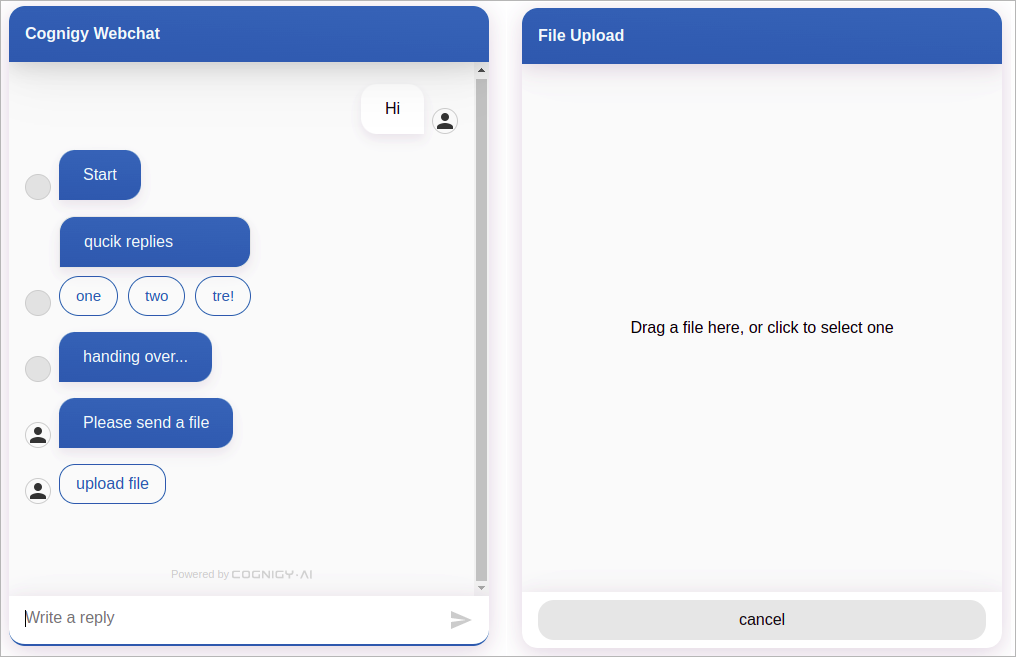 Cognigy Webchat
Hi
Start
qucik replies
one two tre!
handing over...
Please send a file
upload file
Powered by COGNIGY·AI
Write a reply
File Upload
Drag a file here, or click to select one
cancel